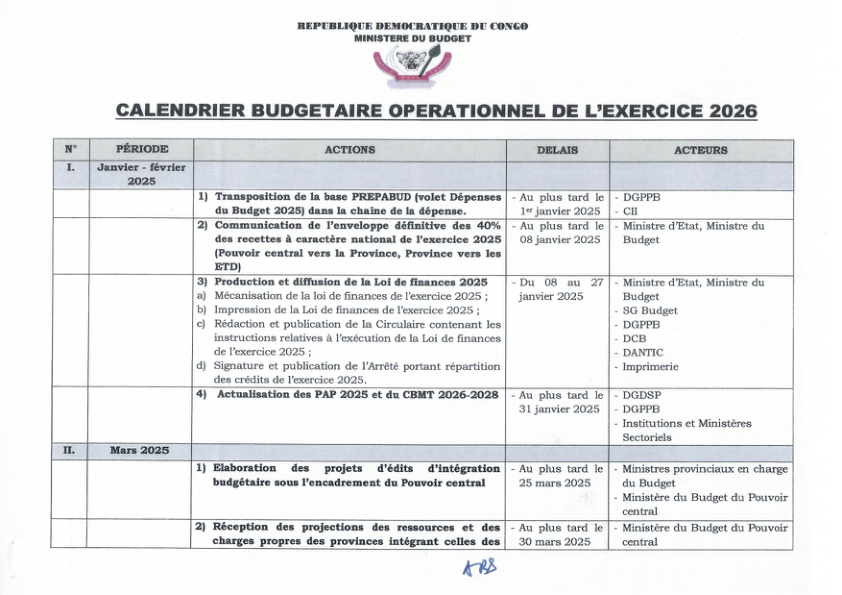 REPUBLIQUE DEMOCRATIQUE DU CONGO
MINISTERE DU BUDGET
CALENDRIER BUDGETAIRE OPERATIONNEL DE L'EXERCICE 2026
N° PÉRIODE ACTIONS DELAIS ACTEURS
I. Janvier - février
2025
1) Transposition de la base PREPABUD (volet Dépenses
du Budget 2025) dans la chaîne de la dépense.
- Au plus tard le
1er janvier 2025
- DGPPB
- CII
2) Communication de l'enveloppe définitive des 40%
des recettes à caractère national de l'exercice 2025
(Pouvoir central vers la Province, Province vers les
ETD)
- Au plus tard le
08 janvier 2025
- Ministre d'Etat, Ministre du
Budget
3) Production et diffusion de la Loi de finances 2025
a) Mécanisation de la loi de finances de l'exercice 2025 ;
b) Impression de la Loi de finances de l'exercice 2025 ;
c) Rédaction et publication de la Circulaire contenant les
instructions relatives à l'exécution de la Loi de finances
de l'exercice 2025 ;
d) Signature et publication de l'Arrêté portant répartition
des crédits de l'exercice 2025.
- Du 08 au 27
janvier 2025
- Ministre d'Etat, Ministre du
Budget
- SG Budget
- DGPPB
- DCB
- DANTIC
- Imprimerie
4) Actualisation des PAP 2025 et du CBMT 2026-2028
- Au plus tard le
31 janvier 2025
- DGDSP
- DGPPB
- Institutions et Ministères
Sectoriels
II. Mars 2025
1) Elaboration des projets d'édits d'intégration
budgétaire sous l'encadrement du Pouvoir central
- Au plus tard le
25 mars 2025
- Ministres provinciaux en charge
du Budget
- Ministère du Budget du Pouvoir
central
2) Réception des projections des ressources et des
charges propres des provinces intégrant celles des
- Au plus tard le
30 mars 2025
- Ministère du Budget du Pouvoir
central